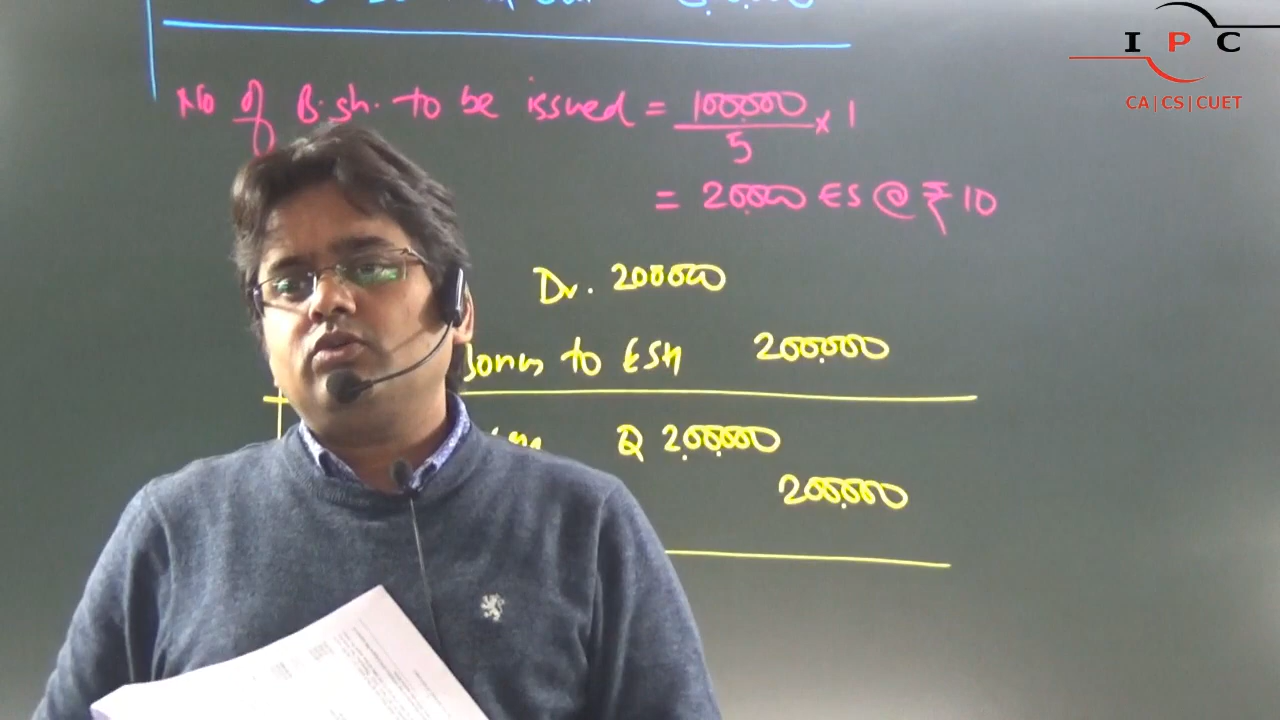 I P C
CA|CS|CUET
No of B.sh. to be issued = 100000/5 x 1
= 20000 ES @ ₹ 10
Dr. 200000
to ESH 200000
200000
200000